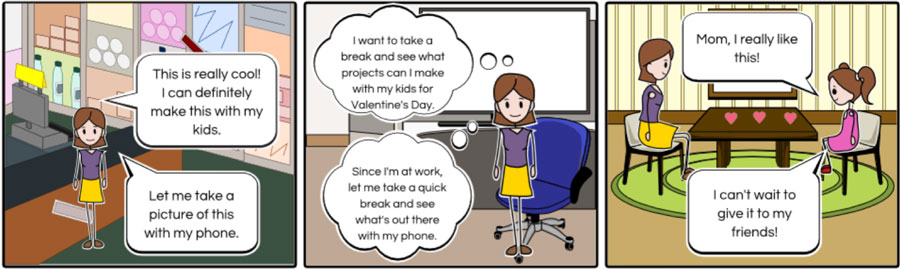 This is really cool!
I can definitely
make this with my
kids.
Let me take a
picture of this
with my phone.
I want to take a
break and see what
projects can I make
with my kids for
Valentine's Day.
Since I'm at work,
let me take a quick
break and see
what's out there
with my phone.
Mom, I really like
this!
I can't wait to
give it to my
friends!